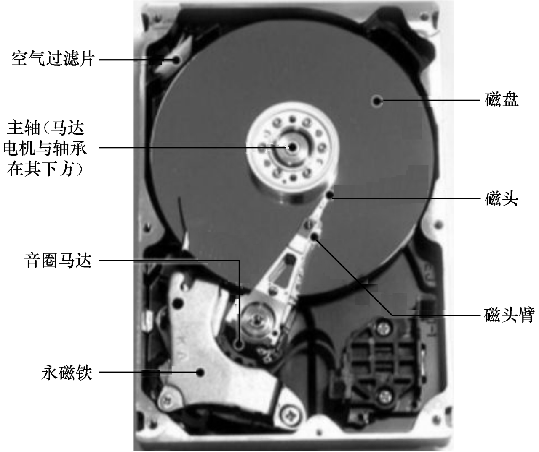 空气过滤片
磁盘
主轴(马达
电机与轴承
在其下方)
磁头
音圈马达
磁头臂
永磁铁